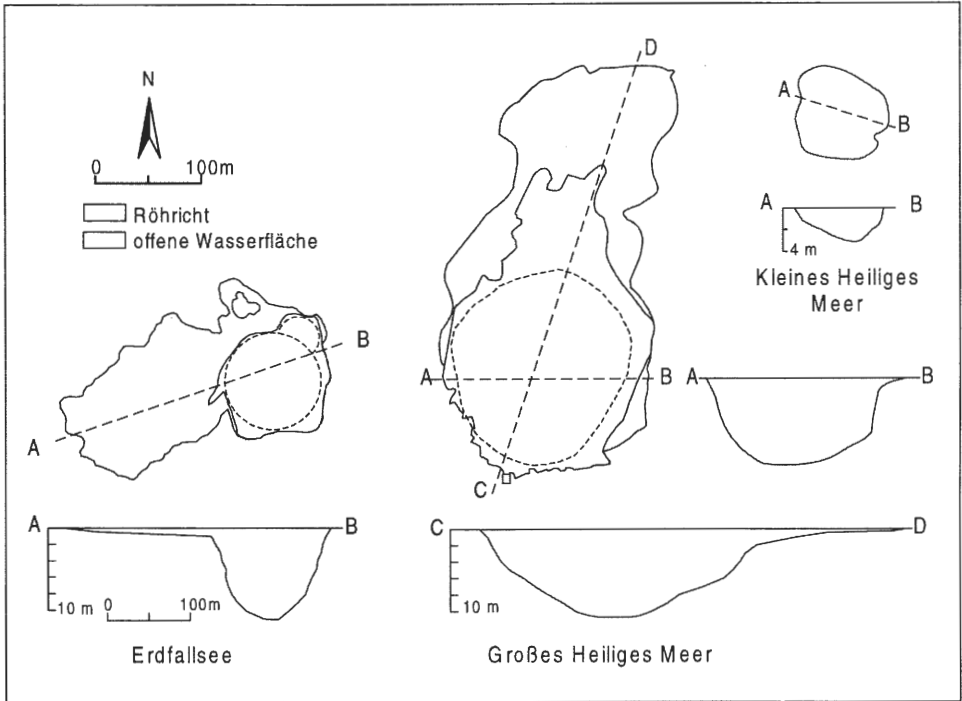 N
0 100m
Röhricht
offene Wasserfläche
A
B
A
B
10 m
0 100m
Erdfallsee
D
A
B
C
A
B
C
D
10 m
Großes Heiliges Meer
A
B
A
B
4 m
Kleines Heiliges
Meer